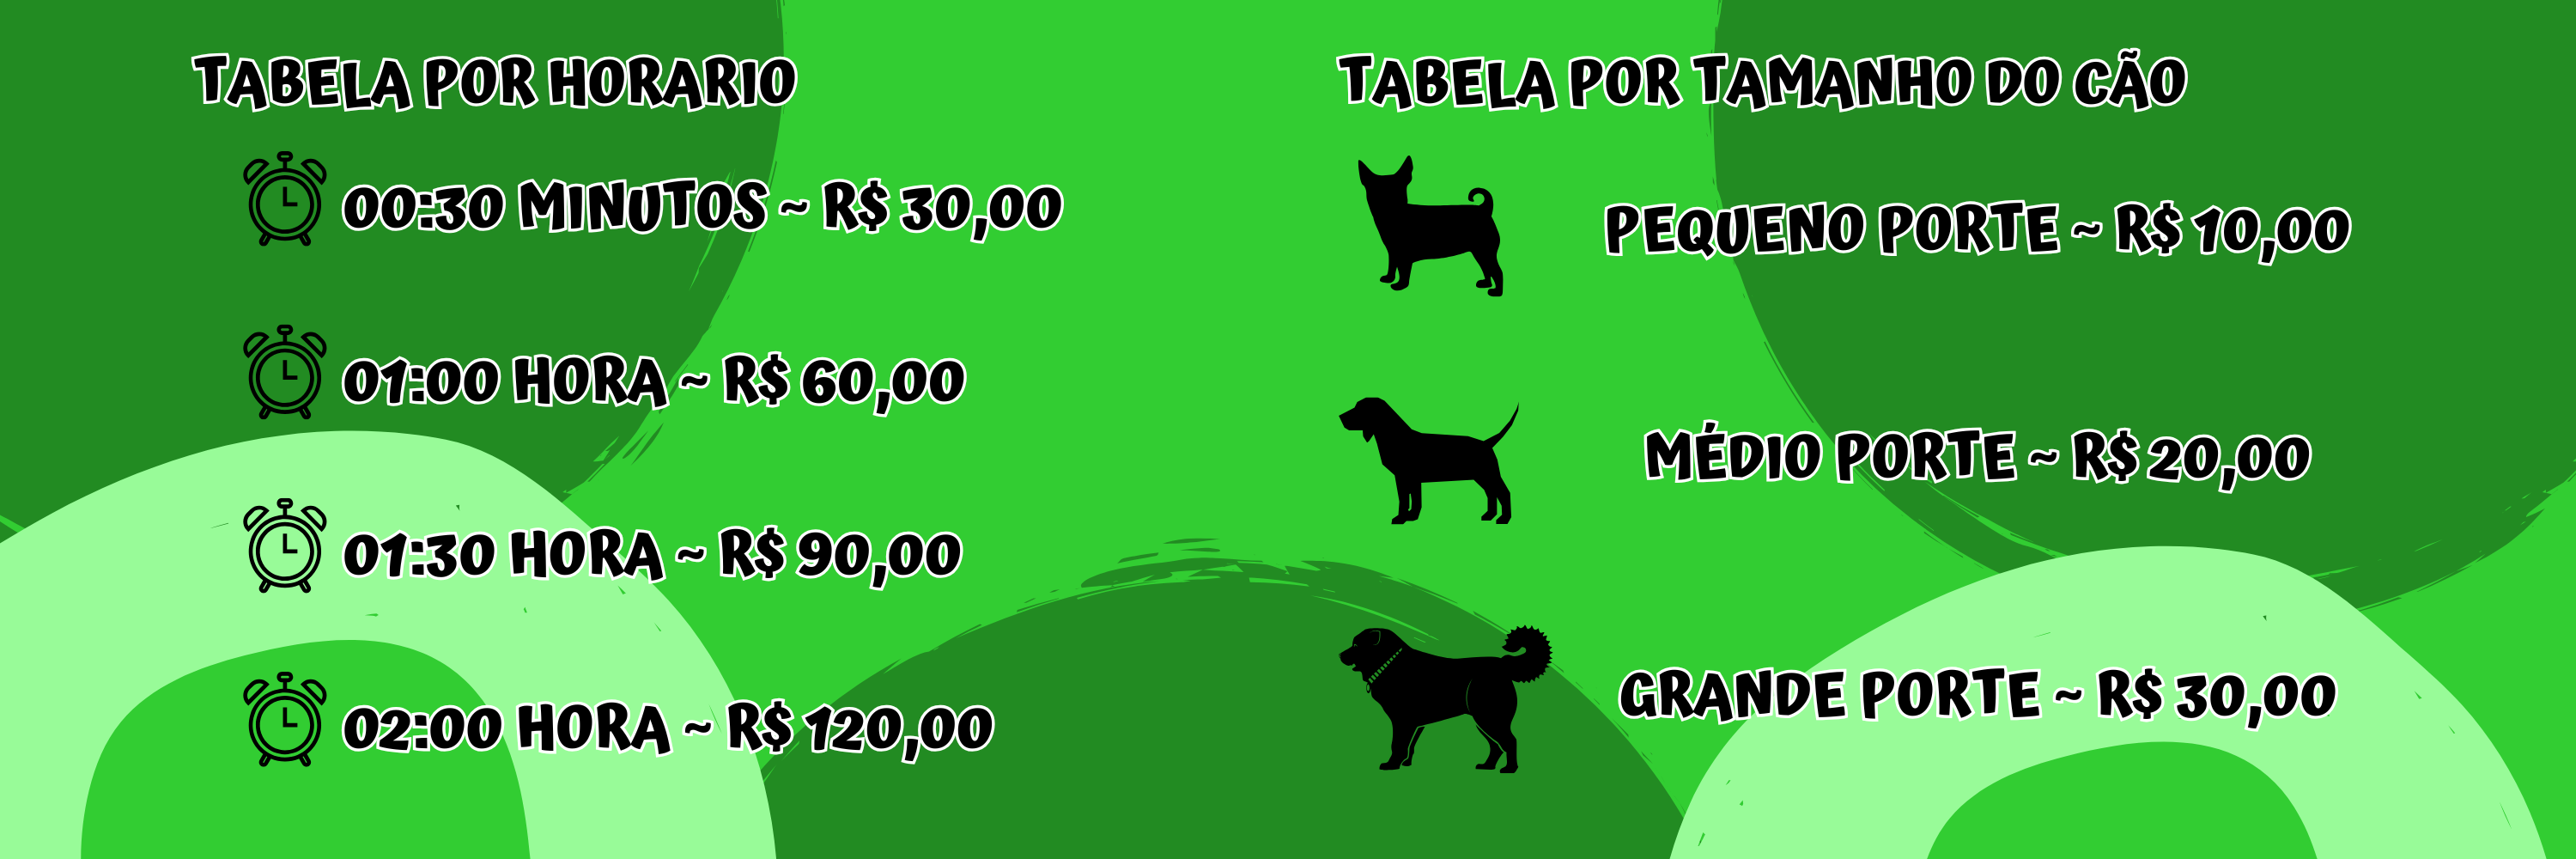 TABELA POR HORARIO
00:30 MINUTOS ~ R$ 30,00
01:00 HORA ~ R$ 60,00
01:30 HORA ~ R$ 90,00
02:00 HORA ~ R$ 120,00
TABELA POR TAMANHO DO CÃO
PEQUENO PORTE ~ R$ 10,00
MÉDIO PORTE ~ R$ 20,00
GRANDE PORTE ~ R$ 30,00